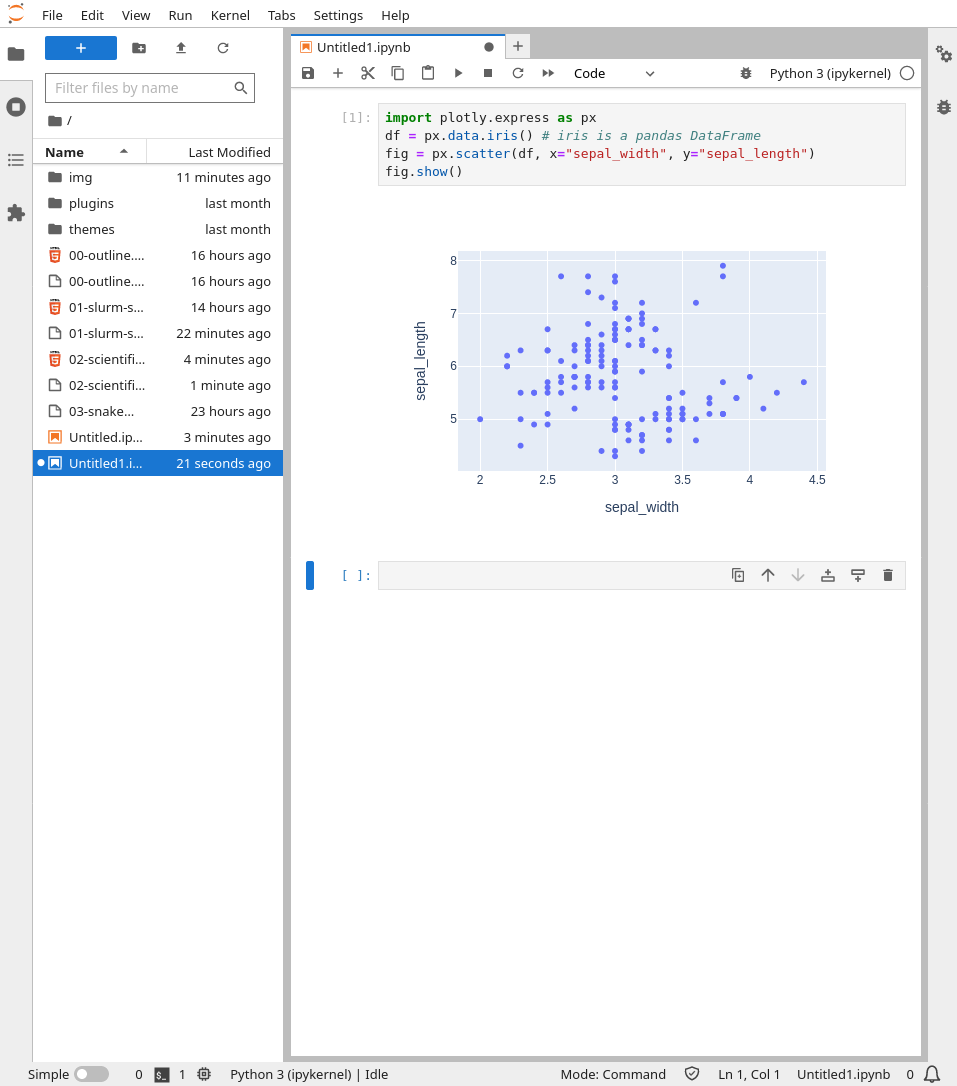 File Edit View Run Kernel Tabs Settings Help
Untitled1.ipynb
Code
Python 3 (ipykernel)
Filter files by name
/
Name Last Modified
img 11 minutes ago
plugins last month
themes last month
00-outline.... 16 hours ago
00-outline.... 16 hours ago
01-slurm-s... 14 hours ago
01-slurm-s... 22 minutes ago
02-scientifi... 4 minutes ago
02-scientifi... 1 minute ago
03-snake... 23 hours ago
Untitled.ip... 3 minutes ago
Untitled1.i... 21 seconds ago
[1]: import plotly.express as px
df = px.data.iris() # iris is a pandas DataFrame
fig = px.scatter(df, x="sepal_width", y="sepal_length")
fig.show()
8
7
6
5
sepal_length
2 2.5 3 3.5 4 4.5
sepal_width
[ ]:
Simple 0 $_ 1 Python 3 (ipykernel) | Idle Mode: Command Ln 1, Col 1 Untitled1.ipynb 0